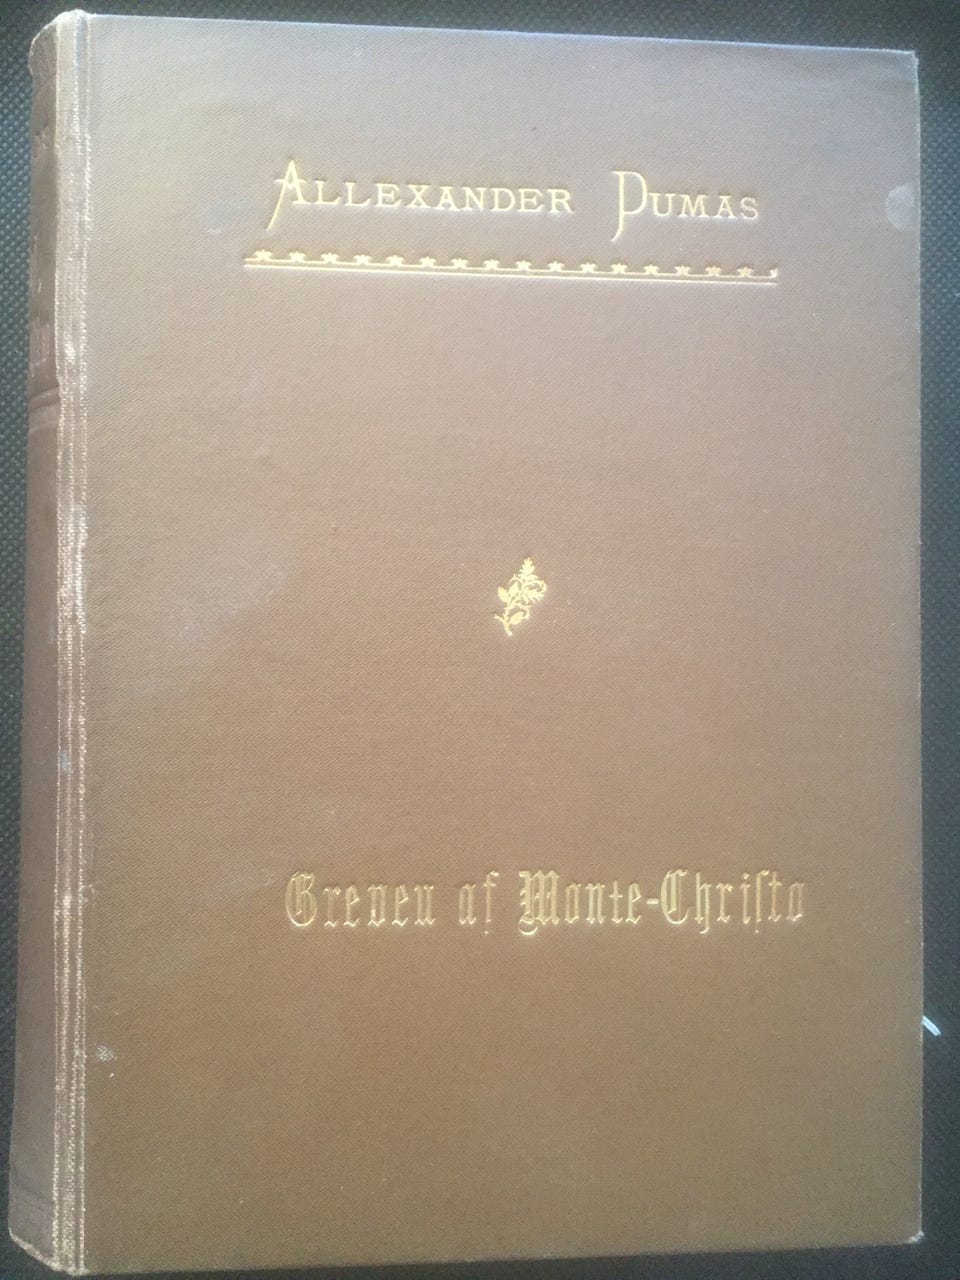 ALLEXANDER DUMAS
Greven af Monte-Chriſto